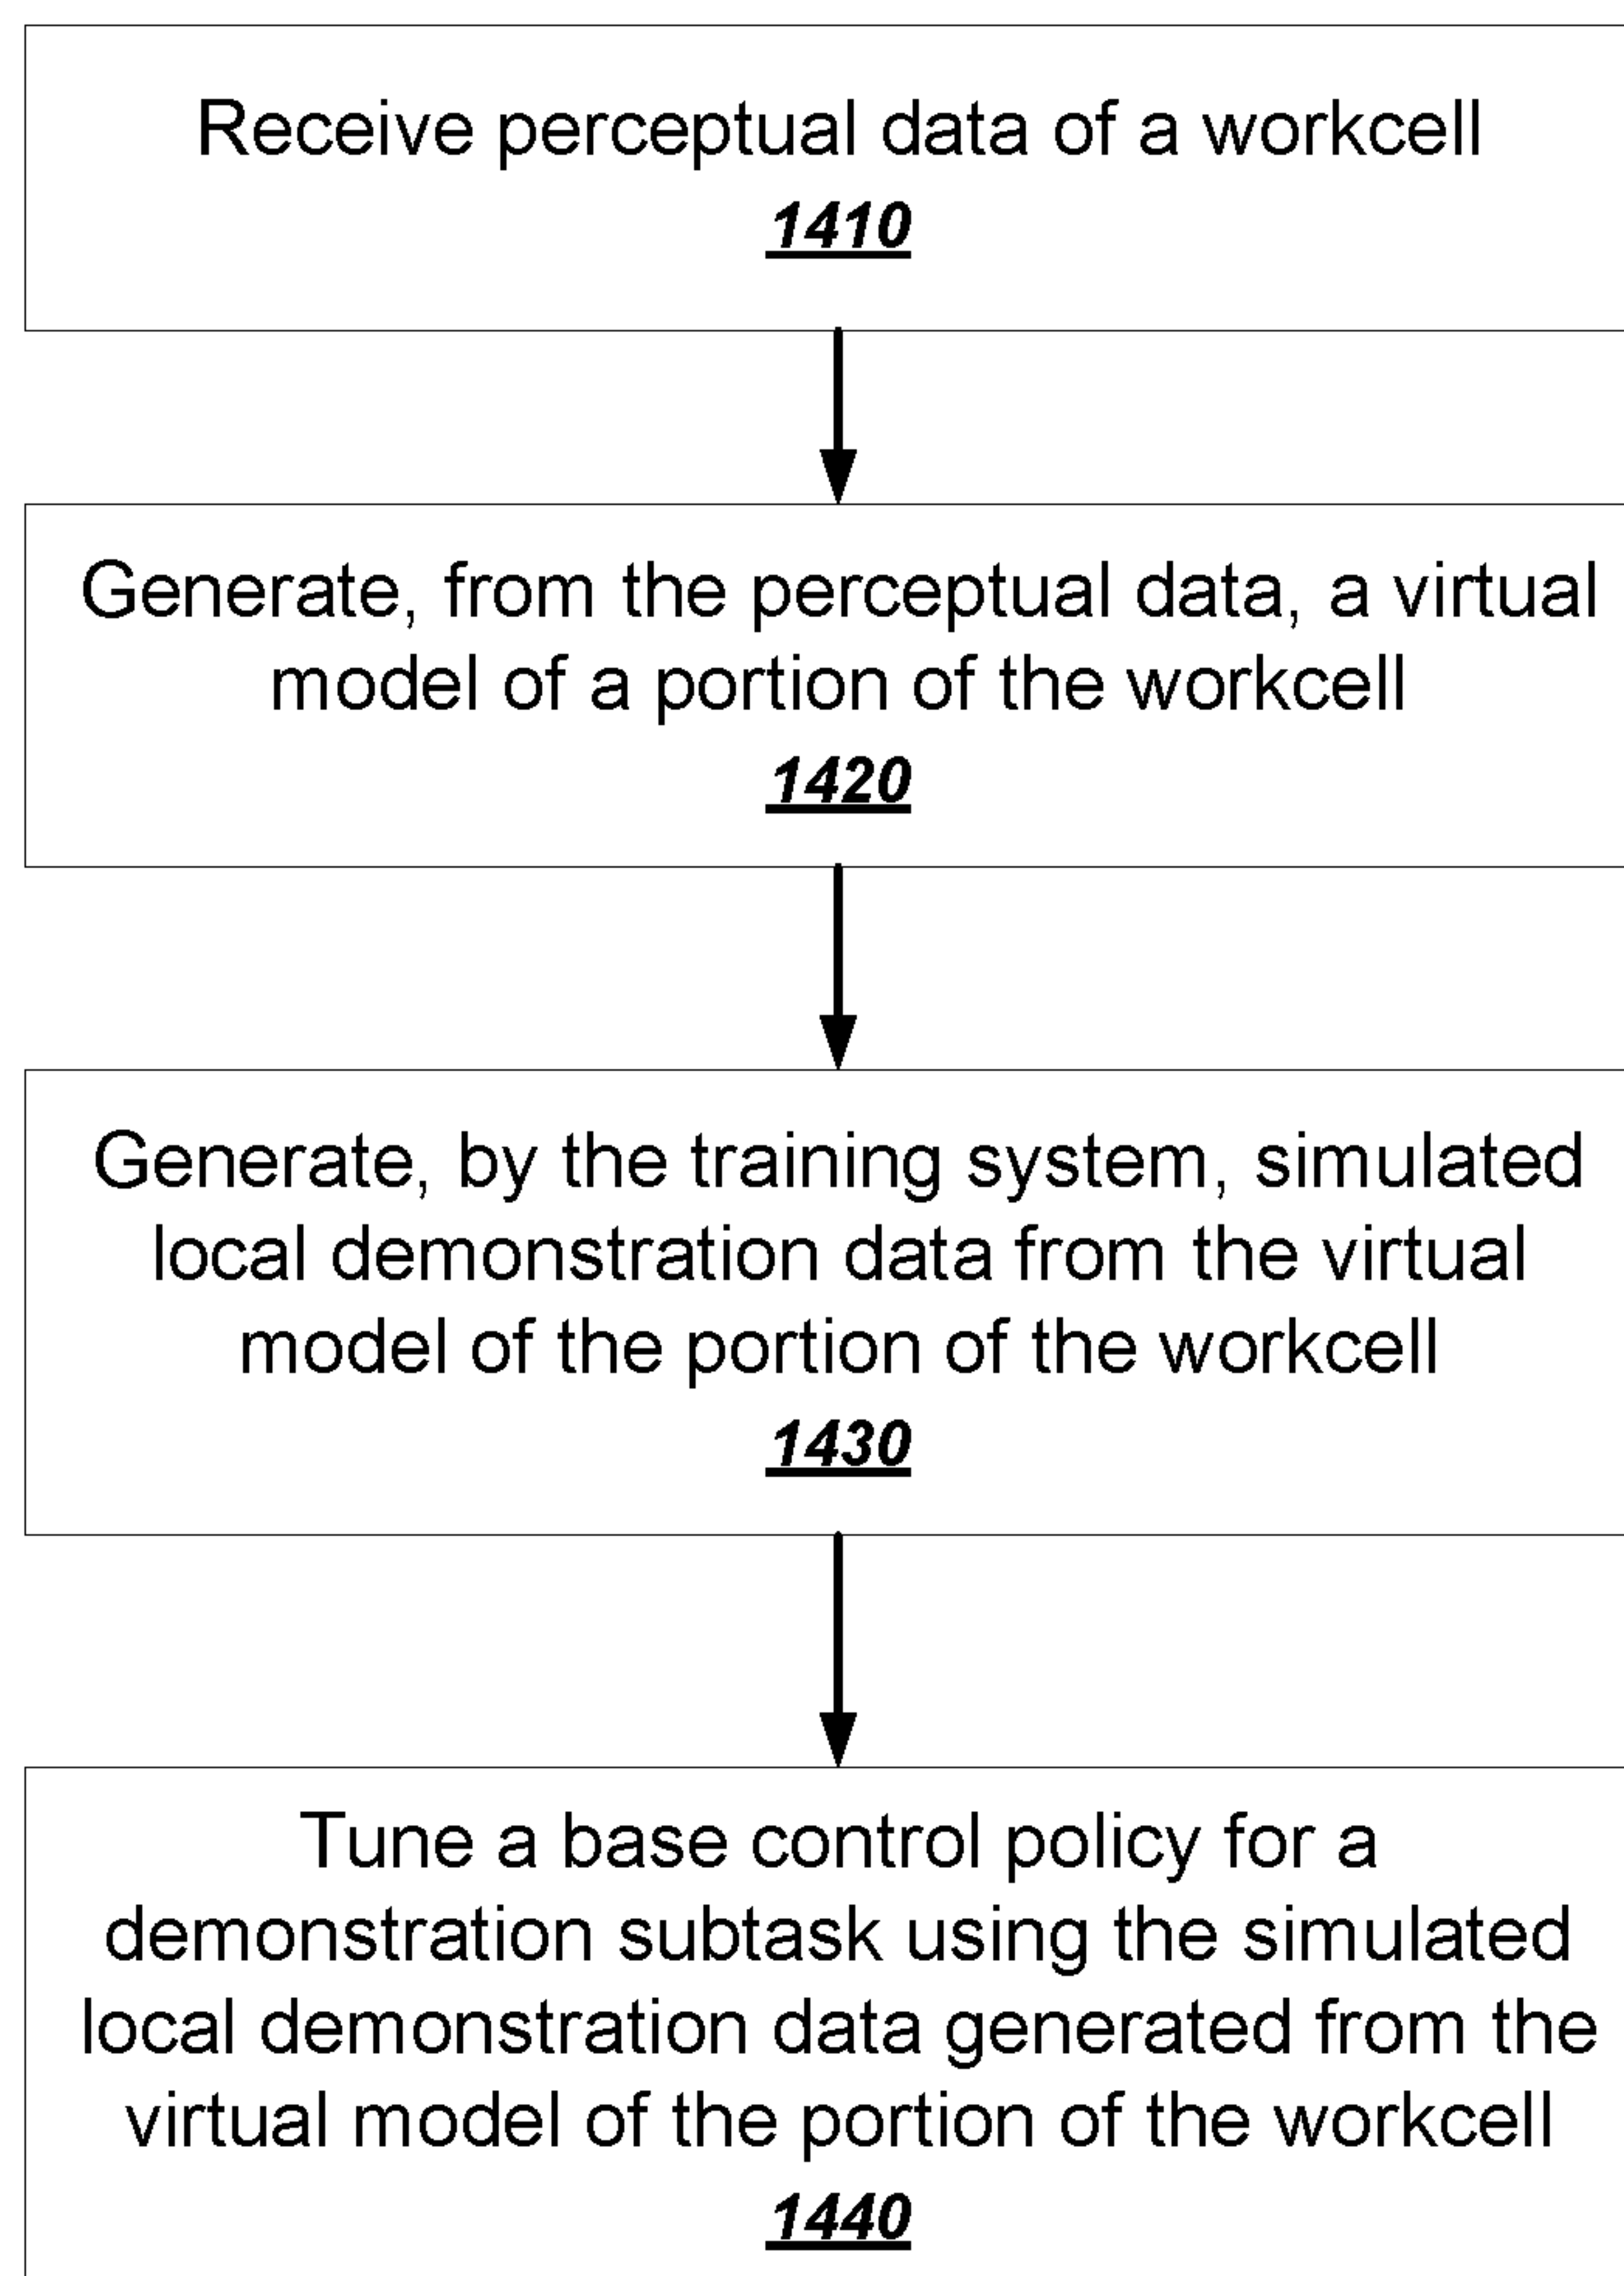 Receive perceptual data of a workcell
1410
Generate, from the perceptual data, a virtual
model of a portion of the workcell
1420
Generate, by the training system, simulated
local demonstration data from the virtual
model of the portion of the workcell
1430
Tune a base control policy for a
demonstration subtask using the simulated
local demonstration data generated from the
virtual model of the portion of the workcell
1440